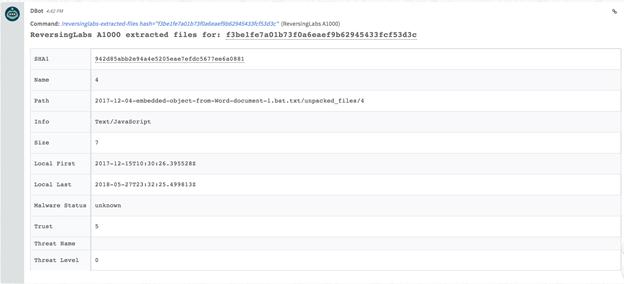 DBot 4:42 PM
Command: !reversinglabs-extracted-files hash="f3be1fe7a01b73f0a6eaef9b62945433fcf53d3c" (ReversingLabs A1000)
ReversingLabs A1000 extracted files for: f3be1fe7a01b73f0a6eaef9b62945433fcf53d3c
SHA1 942d85abb2e94a4e5205eae7efdc5677ee6a0881
Name 4
Path 2017-12-04-embedded-object-from-Word-document-1.bat.txt/unpacked_files/4
Info Text/JavaScript
Size 7
Local First 2017-12-15T10:30:26.395528Z
Local Last 2018-05-27T23:32:25.499813Z
Malware Status unknown
Trust 5
Threat Name
Threat Level 0